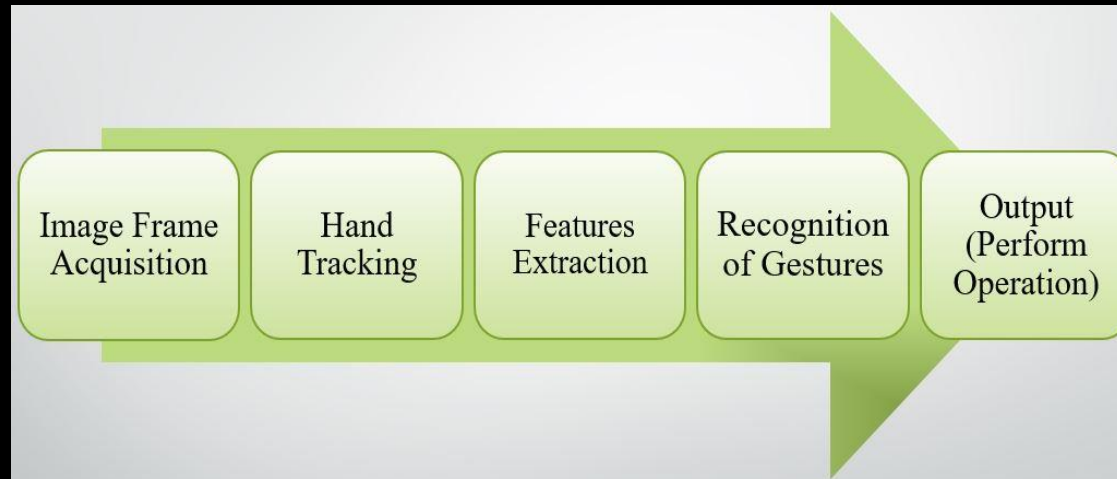 Image Frame
Acquisition
Hand
Tracking
Features
Extraction
Recognition
of Gestures
Output
(Perform
Operation)